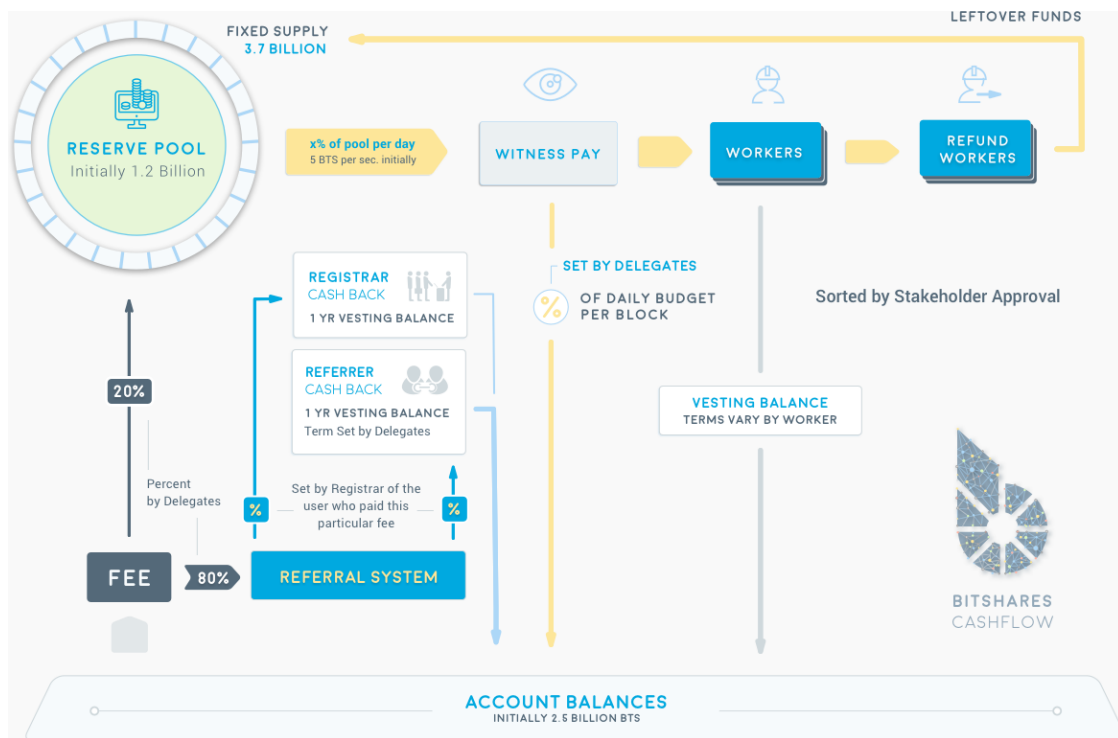 LEFTOVER FUNDS
FIXED SUPPLY
3.7 BILLION
RESERVE POOL
Initially 1.2 Billion
x% of pool per day
5 BTS per sec. initially
WITNESS PAY
WORKERS
REFUND
WORKERS
REGISTRAR
CASH BACK
1 YR VESTING BALANCE
SET BY DELEGATES
%
OF DAILY BUDGET
PER BLOCK
Sorted by Stakeholder Approval
REFERRER
CASH BACK
1 YR VESTING BALANCE
Term Set by Delegates
20%
VESTING BALANCE
TERMS VARY BY WORKER
Percent
by Delegates
%
Set by Registrar of the
user who paid this
particular fee
%
FEE
80%
REFERRAL SYSTEM
BITSHARES
CASHFLOW
ACCOUNT BALANCES
INITIALLY 2.5 BILLION BTS